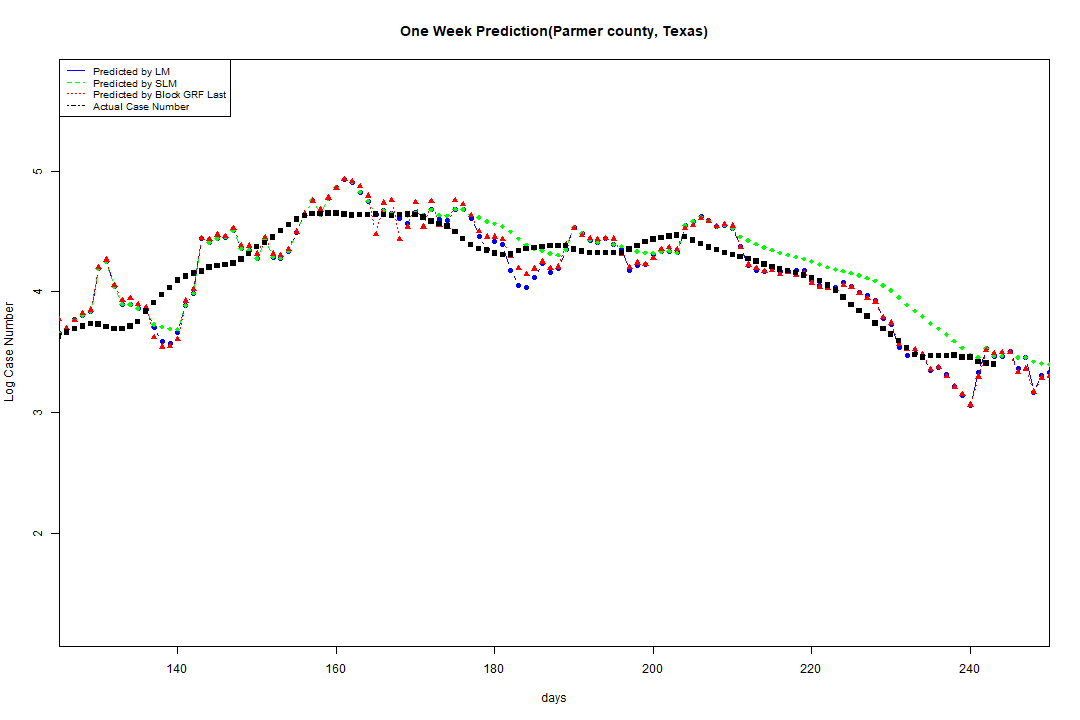 One Week Prediction(Parmer county, Texas)
Predicted by LM
Predicted by SLM
Predicted by Block GRF Last
Actual Case Number
Log Case Number
5
4
3
2
140 160 180 200 220 240
days